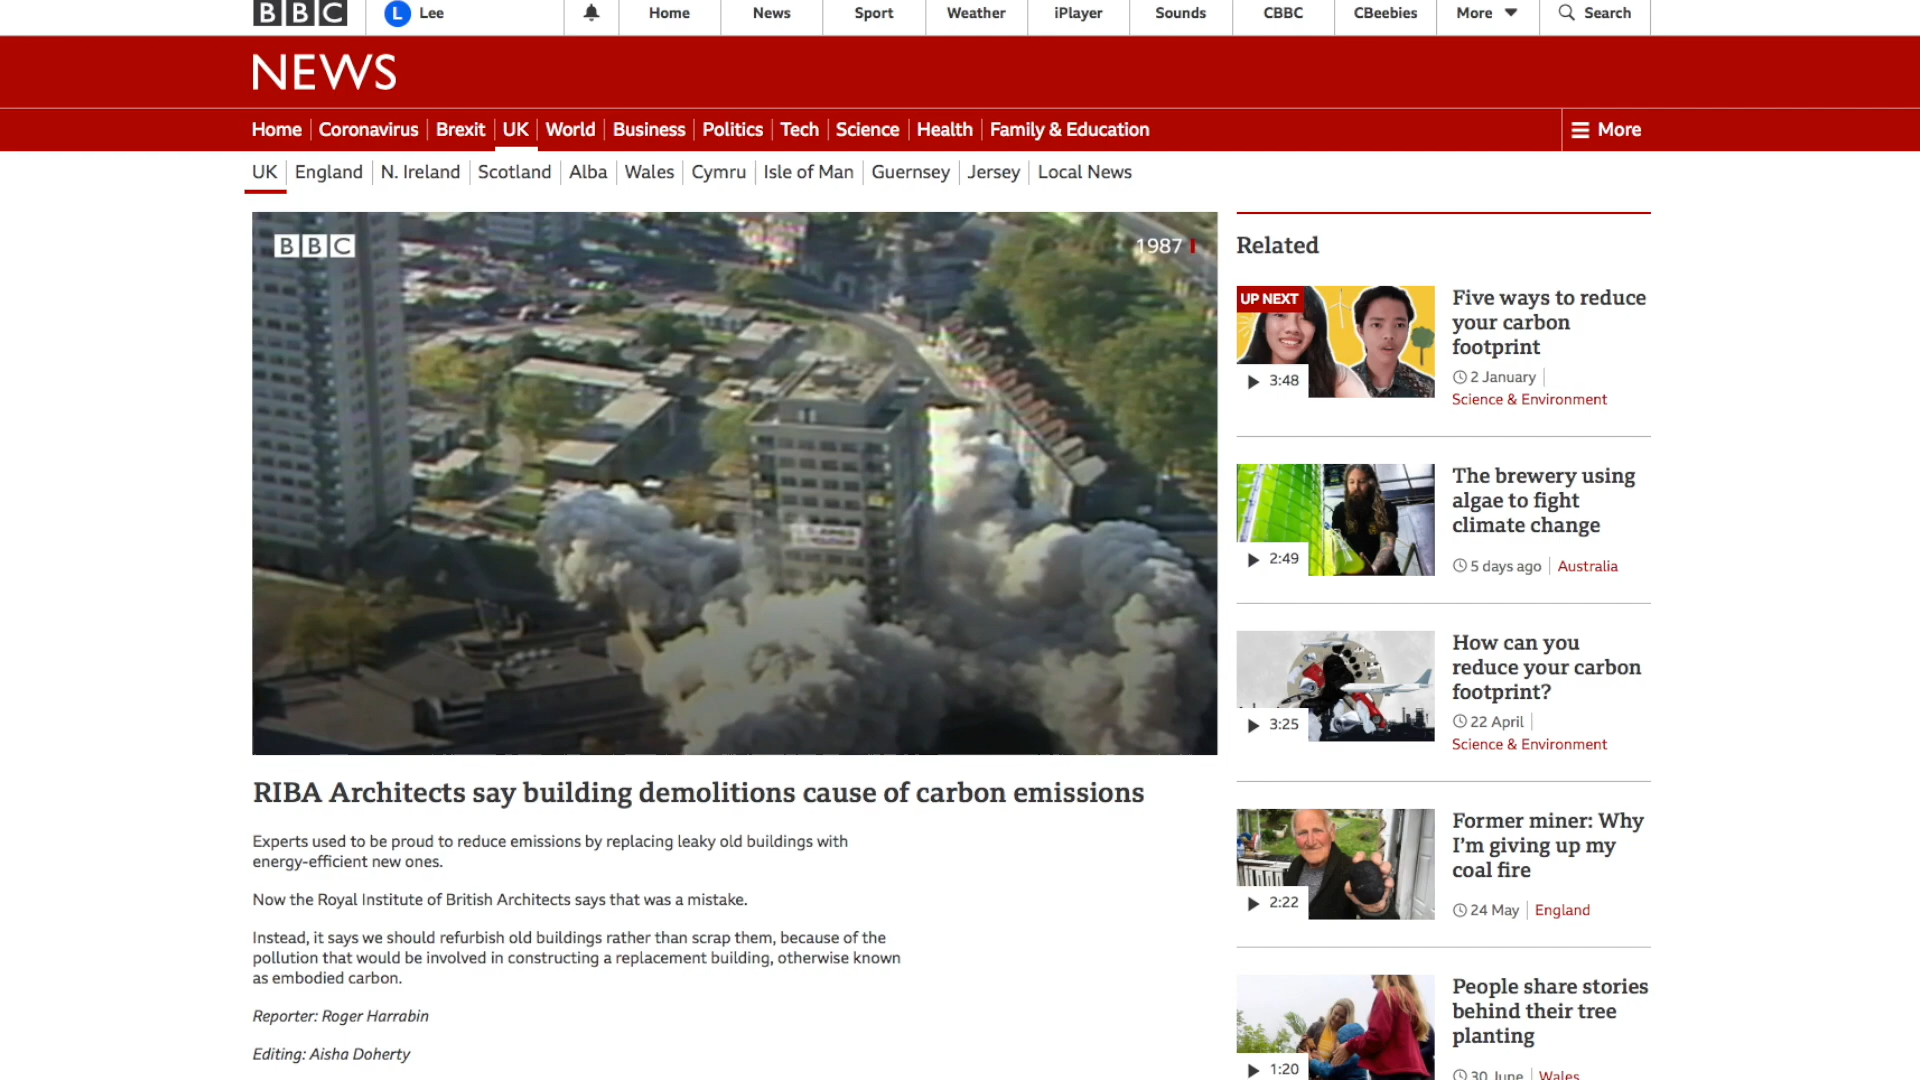 BBC
L Lee
Home
News
Sport
Weather
iPlayer
Sounds
CBBC
CBeebies
More
Search
NEWS
Home
Coronavirus
Brexit
UK
World
Business
Politics
Tech
Science
Health
Family & Education
More
UK
England
N. Ireland
Scotland
Alba
Wales
Cymru
Isle of Man
Guernsey
Jersey
Local News
BBC
1987
RIBA Architects say building demolitions cause of carbon emissions
Experts used to be proud to reduce emissions by replacing leaky old buildings with
energy-efficient new ones.
Now the Royal Institute of British Architects says that was a mistake.
Instead, it says we should refurbish old buildings rather than scrap them, because of the
pollution that would be involved in constructing a replacement building, otherwise known
as embodied carbon.
Reporter: Roger Harrabin
Editing: Aisha Doherty
Related
UP NEXT
3:48
Five ways to reduce
your carbon
footprint
2 January
Science & Environment
2:49
The brewery using
algae to fight
climate change
5 days ago
Australia
3:25
How can you
reduce your carbon
footprint?
22 April
Science & Environment
2:22
Former miner: Why
I'm giving up my
coal fire
24 May
England
1:20
People share stories
behind their tree
planting
30 June
Wales